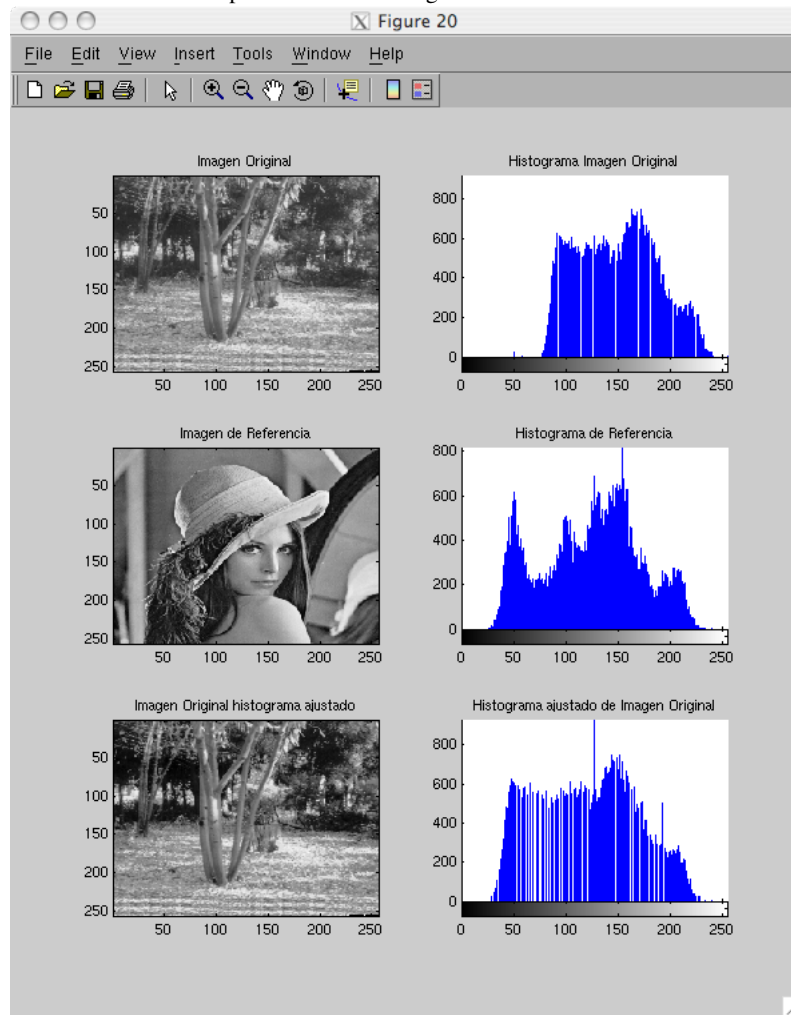 Figure 20
File Edit View Insert Tools Window Help
Imagen Original
50
100
150
200
250
50 100 150 200 250
Histograma Imagen Original
800
600
400
200
0
0 50 100 150 200 250
Imagen de Referencia
50
100
150
200
250
50 100 150 200 250
Histograma de Referencia
800
600
400
200
0
0 50 100 150 200 250
Imagen Original histograma ajustado
50
100
150
200
250
50 100 150 200 250
Histograma ajustado de Imagen Original
800
600
400
200
0
0 50 100 150 200 250